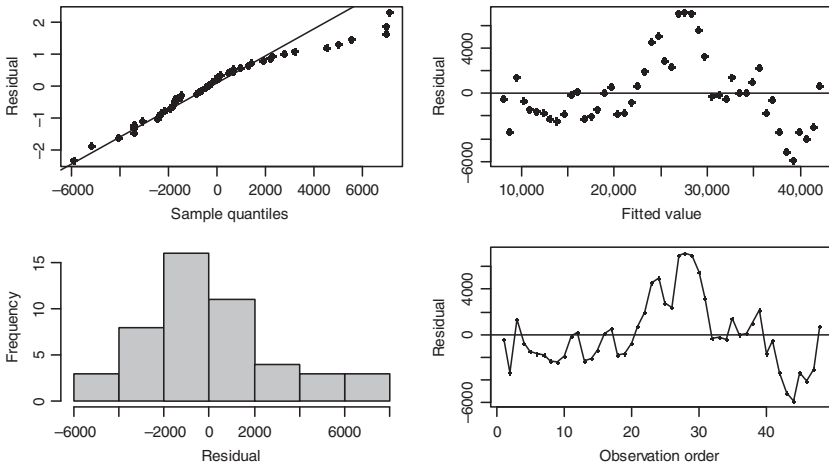 Residual
2
1
0
−1
−2
−6000 −2000 0 2000 4000 6000
Sample quantiles
Residual
4000
0
−6000
10,000 20,000 30,000 40,000
Fitted value
Frequency
15
10
5
0
−6000 −2000 0 2000 6000
Residual
Residual
4000
0
−6000
0 10 20 30 40
Observation order